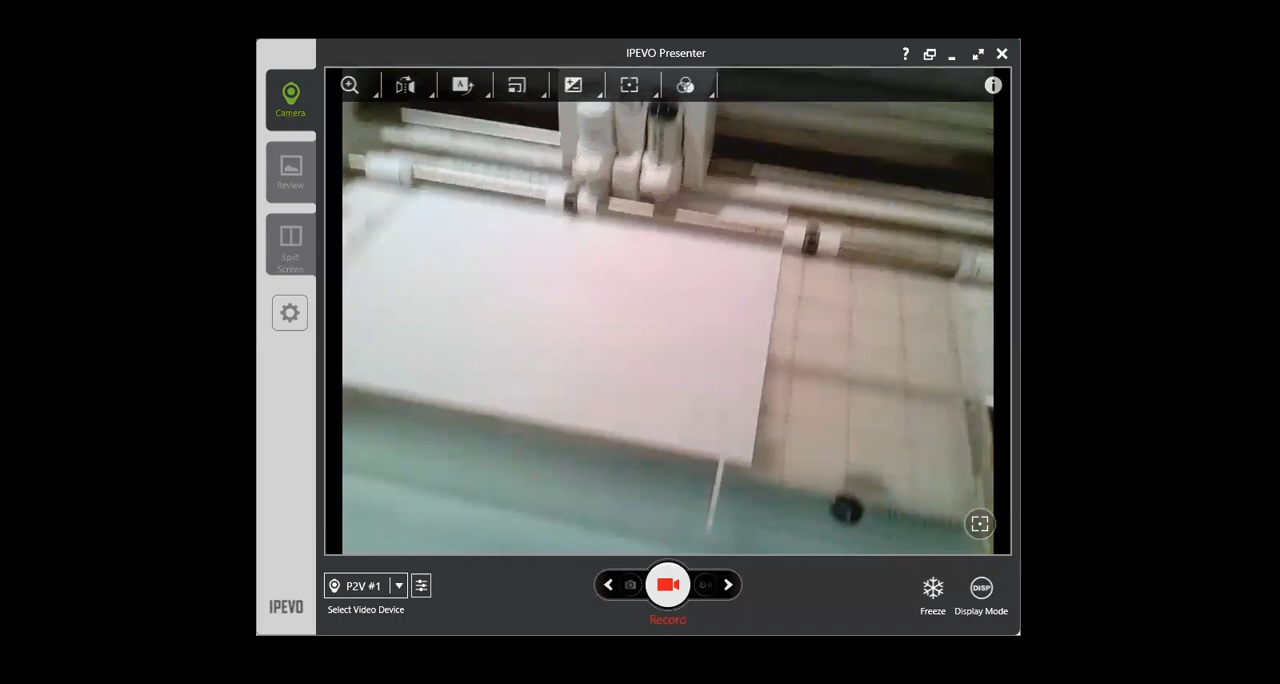 IPEVO Presenter
?
Camera
A
i
Review
Split
Screen
P2V #1
DISP
IPEVO
Select Video Device
Record
Freeze
Display Mode